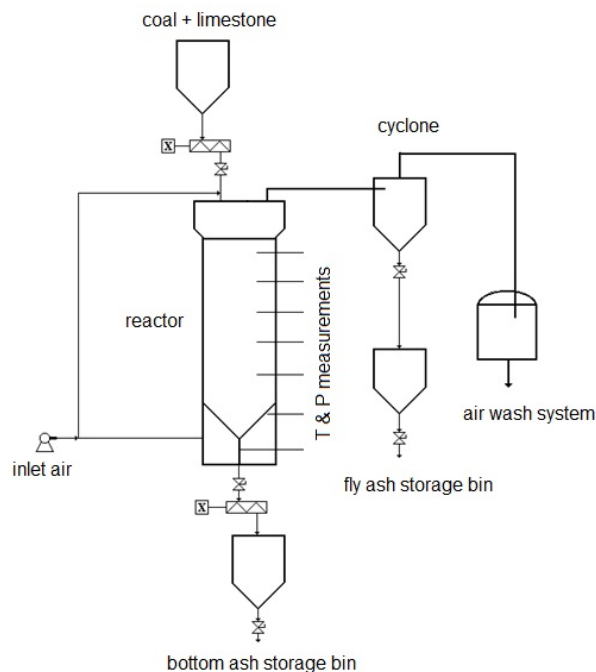 coal + limestone
X
cyclone
reactor
T & P measurements
air wash system
inlet air
fly ash storage bin
X
bottom ash storage bin